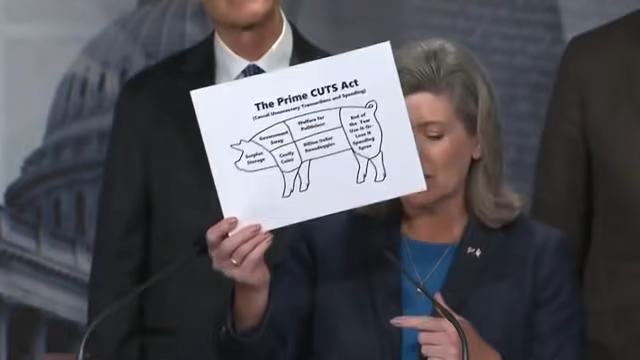 The Prime CUTS Act
(Cancel Unnecessary Transactions and Spending)
Government
Swag
Welfare for
Politicians
End of
the Year
Use-It-Or-
Lose It
Spending
Spree
Surplus
Storage
Costly
Coins
Billion Dollar
Boondoggles